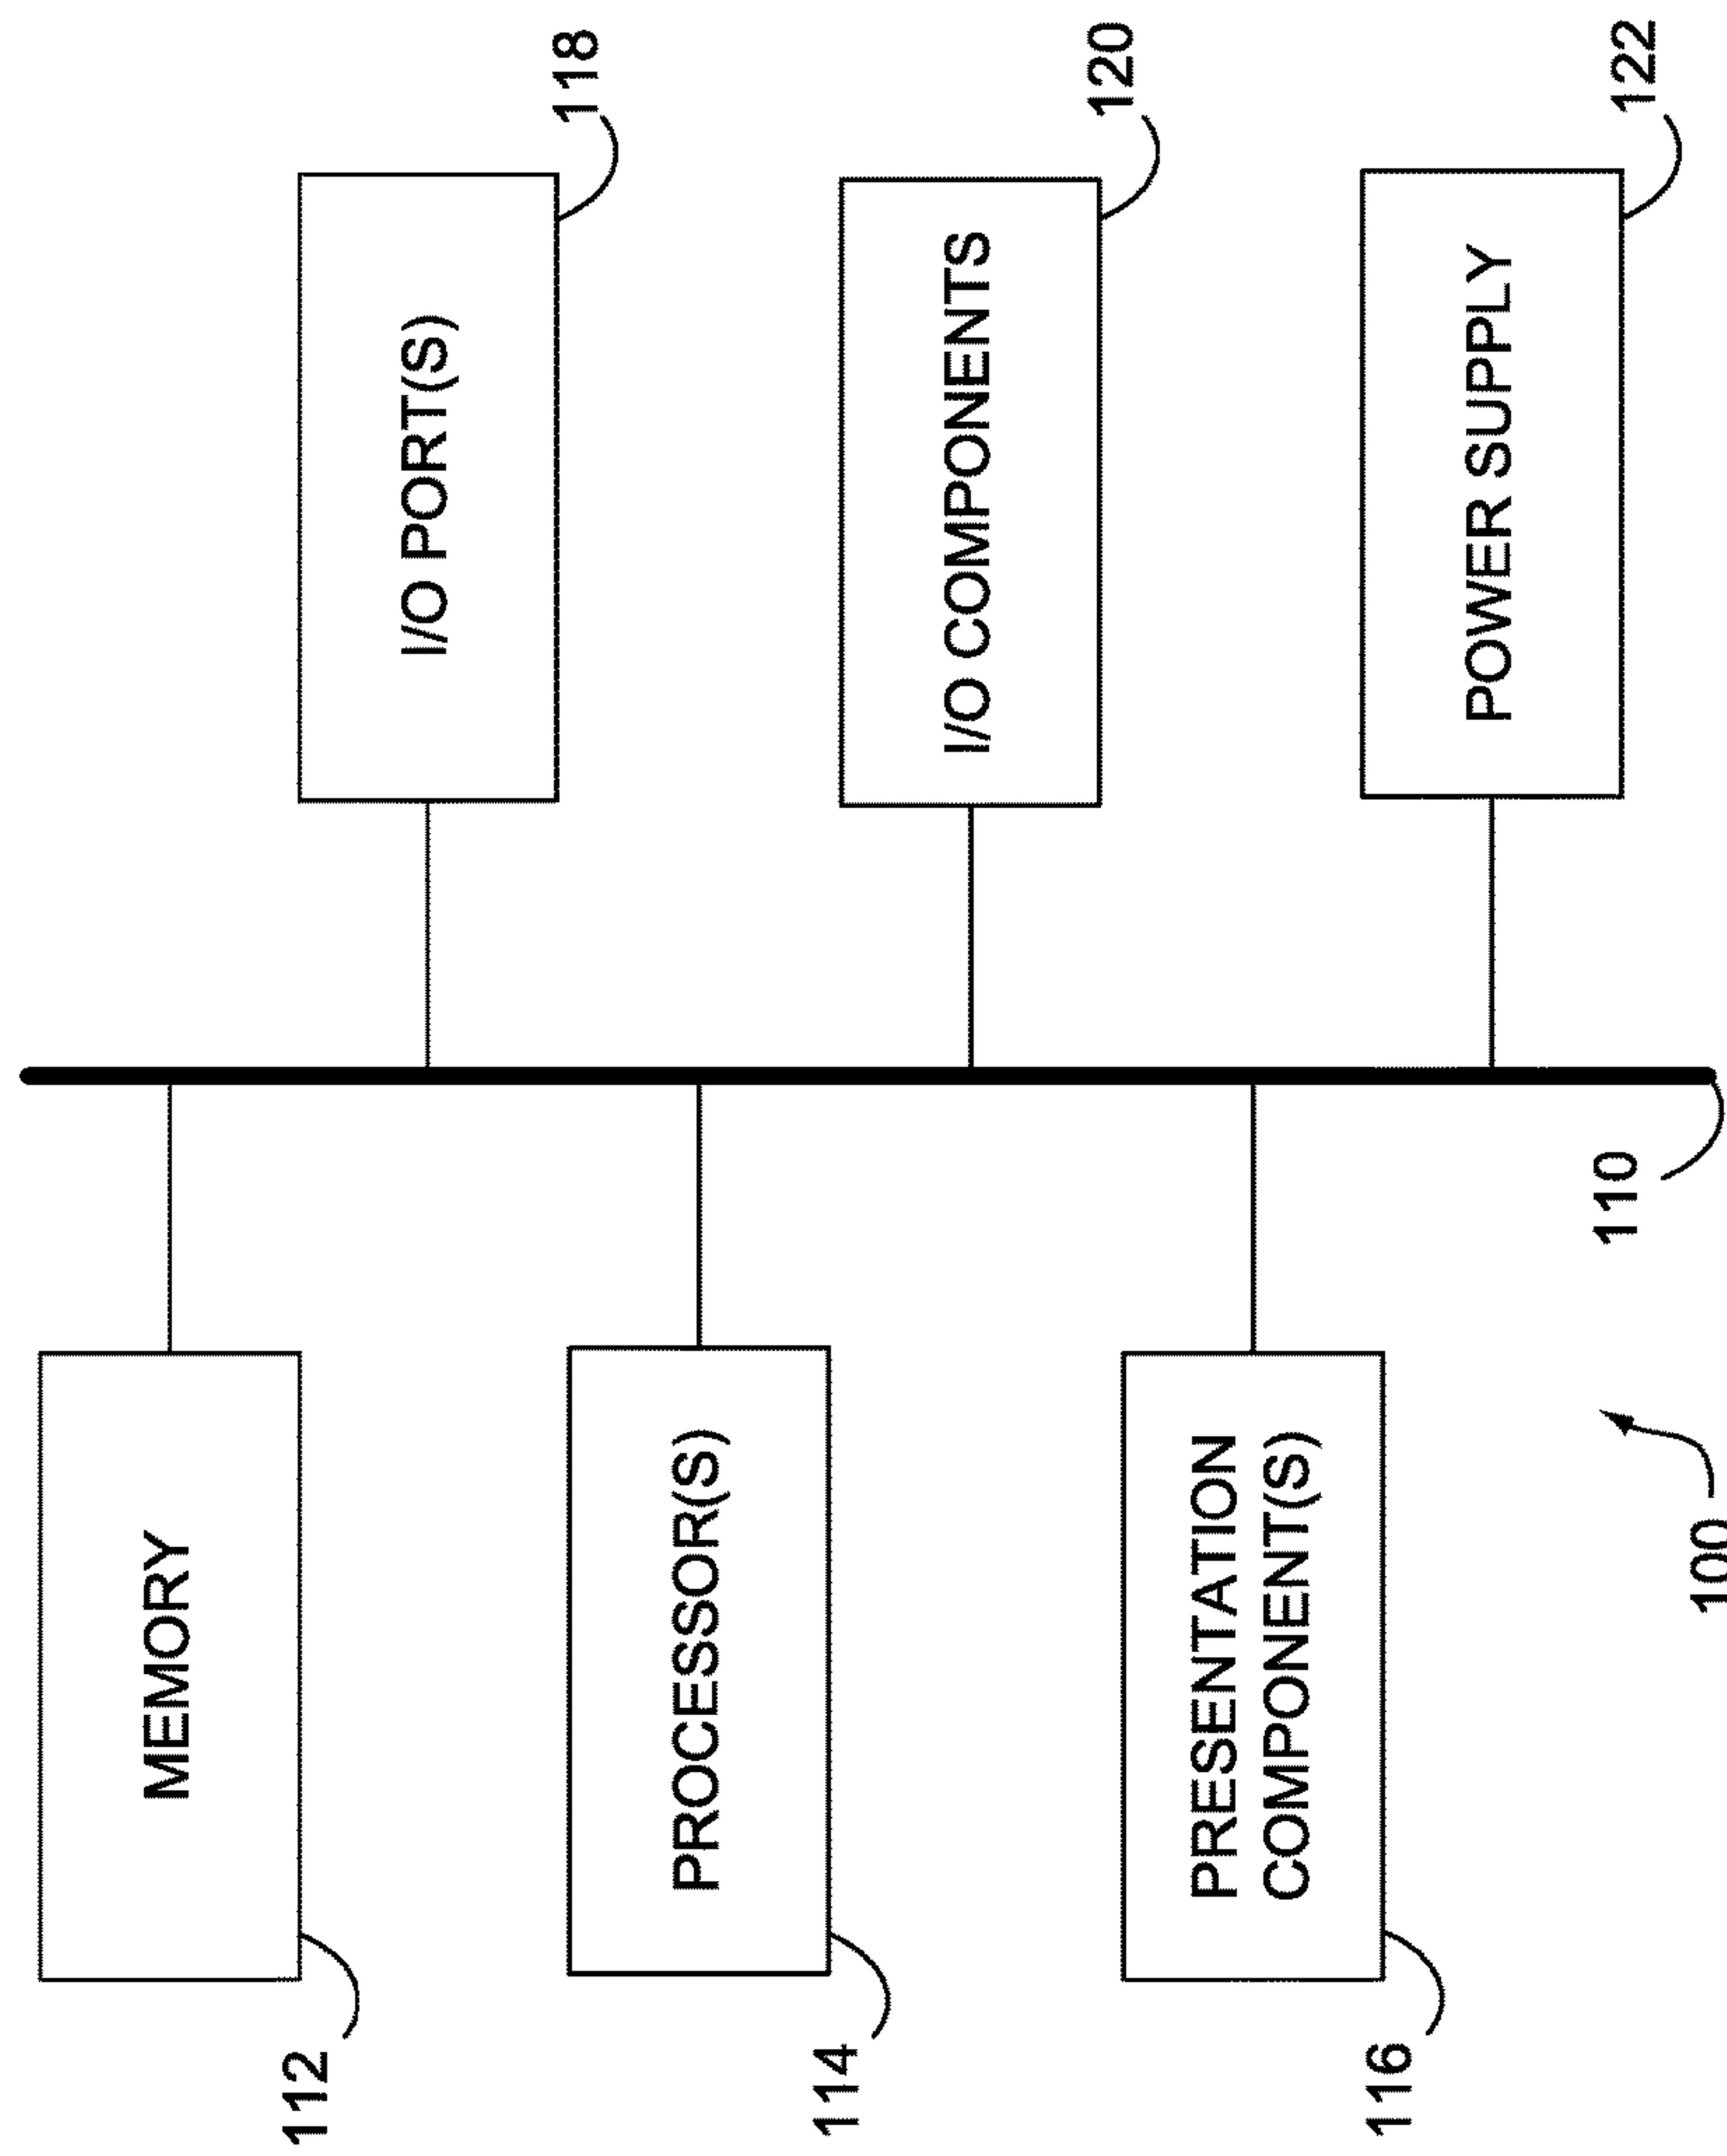 MEMORY
112
PROCESSOR(S)
114
PRESENTATION
COMPONENT(S)
116
I/O PORT(S)
118
I/O COMPONENTS
120
POWER SUPPLY
122
110
100